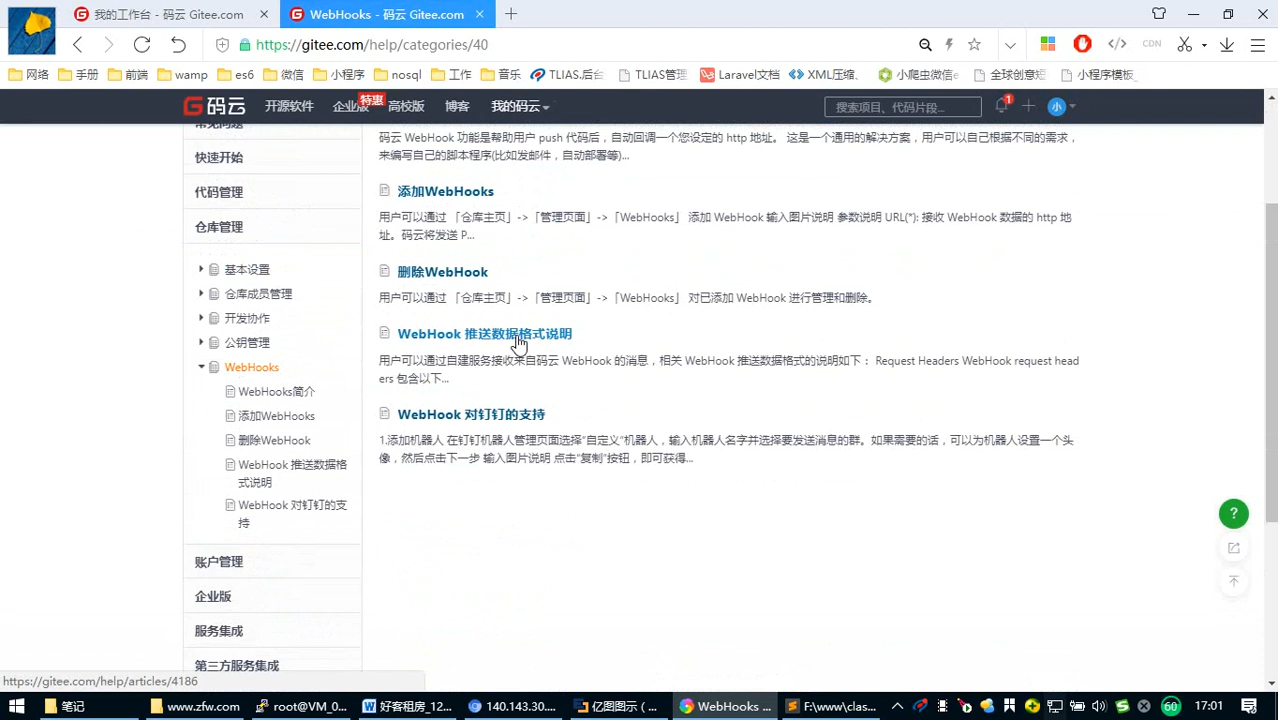 我的工作台 - 码云 Gitee.com
WebHooks - 码云 Gitee.com
https://gitee.com/help/categories/40
网络
手册
前端
wamp
es6
微信
小程序
nosql
工作
音乐
TLIAS.后台
TLIAS管理
Laravel文档
XML压缩、
小爬虫微信e
全球创意短
小程序模板、
码云
开源软件
企业版
特惠
高校版
博客
我的码云
搜索项目、代码片段...
1
小
快速开始
代码管理
仓库管理
基本设置
仓库成员管理
开发协作
公钥管理
WebHooks
WebHooks简介
添加WebHooks
删除WebHook
WebHook 推送数据格
式说明
WebHook 对钉钉的支
持
账户管理
企业版
服务集成
第三方服务集成
码云 WebHook 功能是帮助用户 push 代码后，自动回调一个您设定的 http 地址。 这是一个通用的解决方案，用户可以自己根据不同的需求，
来编写自己的脚本程序(比如发邮件，自动部署等)...
添加WebHooks
用户可以通过 「仓库主页」->「管理页面」->「WebHooks」 添加 WebHook 输入图片说明 参数说明 URL(*): 接收 WebHook 数据的 http 地
址。码云将发送 P...
删除WebHook
用户可以通过 「仓库主页」->「管理页面」->「WebHooks」 对已添加 WebHook 进行管理和删除。
WebHook 推送数据格式说明
用户可以通过自建服务接收来自码云 WebHook 的消息，相关 WebHook 推送数据格式的说明如下： Request Headers WebHook request head
ers 包含以下...
WebHook 对钉钉的支持
1.添加机器人 在钉钉机器人管理页面选择“自定义”机器人，输入机器人名字并选择要发送消息的群。如果需要的话，可以为机器人设置一个头
像，然后点击下一步 输入图片说明 点击“复制”按钮，即可获得...
?
https://gitee.com/help/articles/4186
笔记
www.zfw.com
root@VM_0...
好客租房_12...
140.143.30....
亿图图示 (...
WebHooks ...
F:\www\clas...
60
17:01
CDN